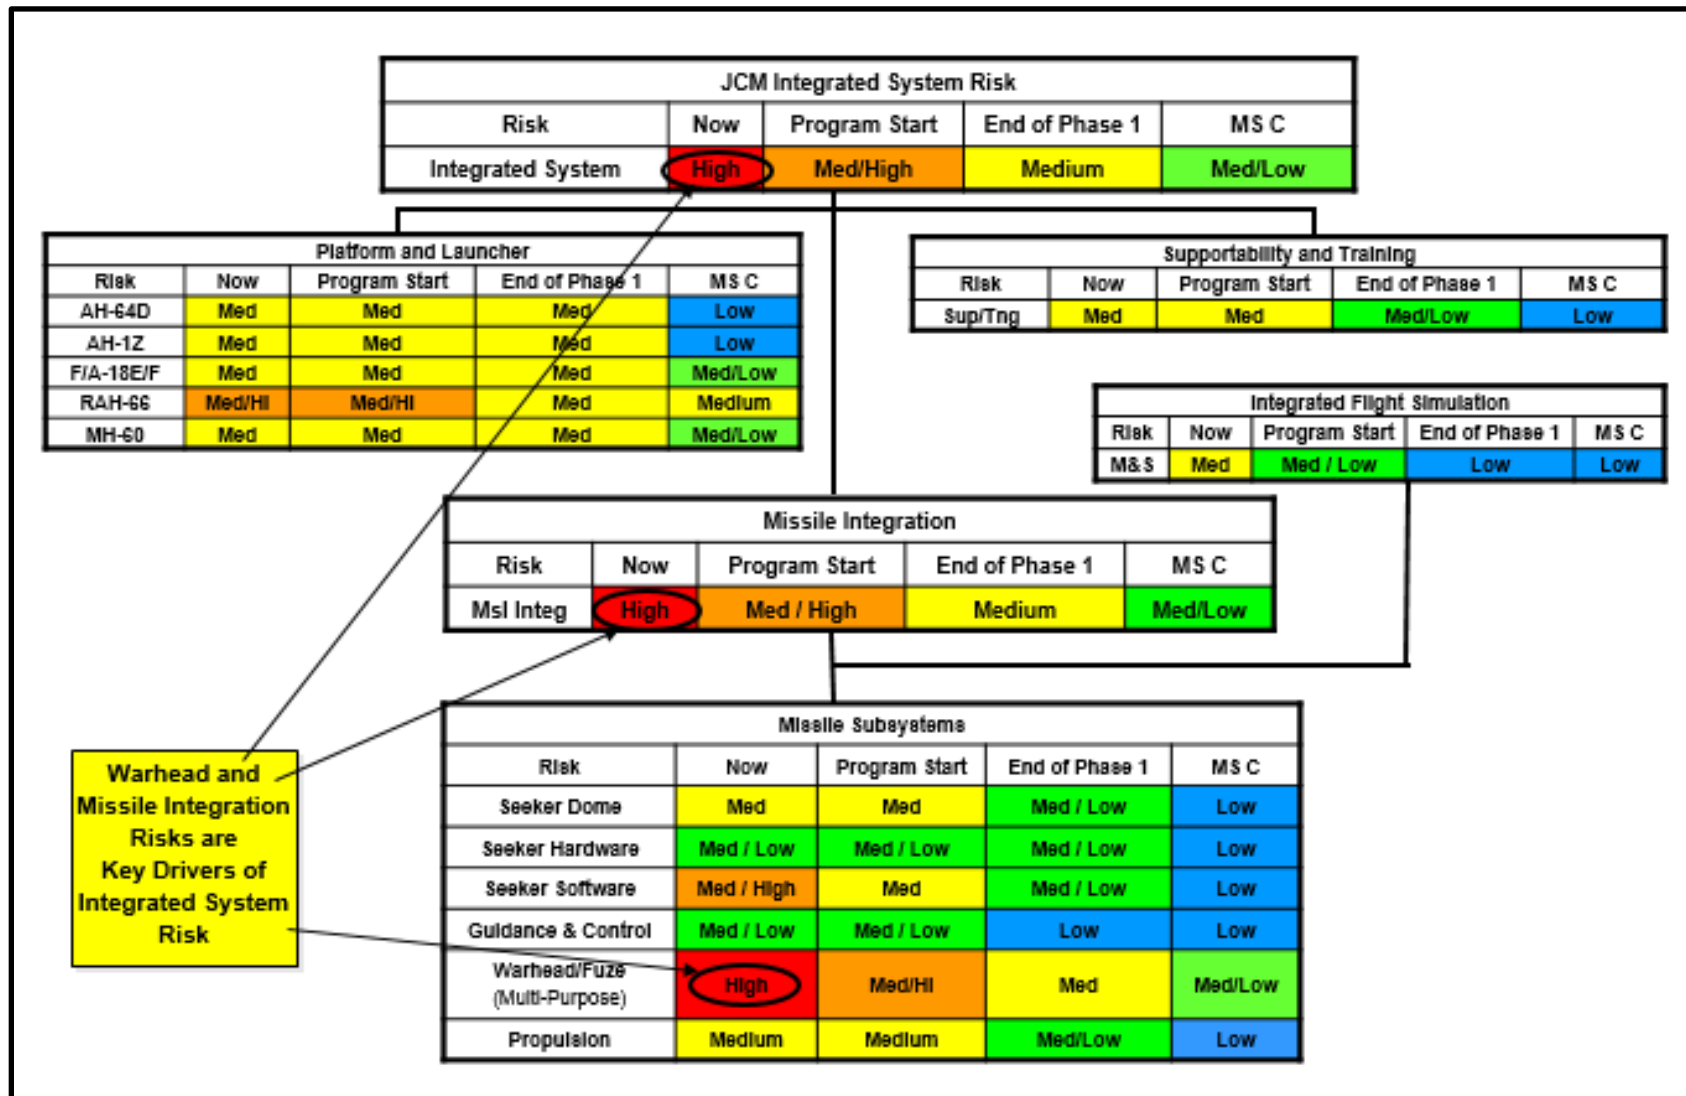 JCM Integrated System Risk
Risk Now Program Start End of Phase 1 MS C
Integrated System High Med/High Medium Med/Low
Platform and Launcher
Risk Now Program Start End of Phase 1 MS C
AH-64D Med Med Med Low
AH-1Z Med Med Med Low
F/A-18E/F Med Med Med Med/Low
RAH-66 Med/Hi Med/Hi Med Medium
MH-60 Med Med Med Med/Low
Supportability and Training
Risk Now Program Start End of Phase 1 MS C
Sup/Tng Med Med Med/Low Low
Integrated Flight Simulation
Risk Now Program Start End of Phase 1 MS C
M&S Med Med / Low Low Low
Missile Integration
Risk Now Program Start End of Phase 1 MS C
Msl Integ High Med / High Medium Med/Low
Missile Subsystems
Risk Now Program Start End of Phase 1 MS C
Seeker Dome Med Med Med / Low Low
Seeker Hardware Med / Low Med / Low Med / Low Low
Seeker Software Med / High Med Med / Low Low
Guidance & Control Med / Low Med / Low Low Low
Warhead/Fuze
(Multi-Purpose) High Med/Hi Med Med/Low
Propulsion Medium Medium Med/Low Low
Warhead and
Missile Integration
Risks are
Key Drivers of
Integrated System
Risk